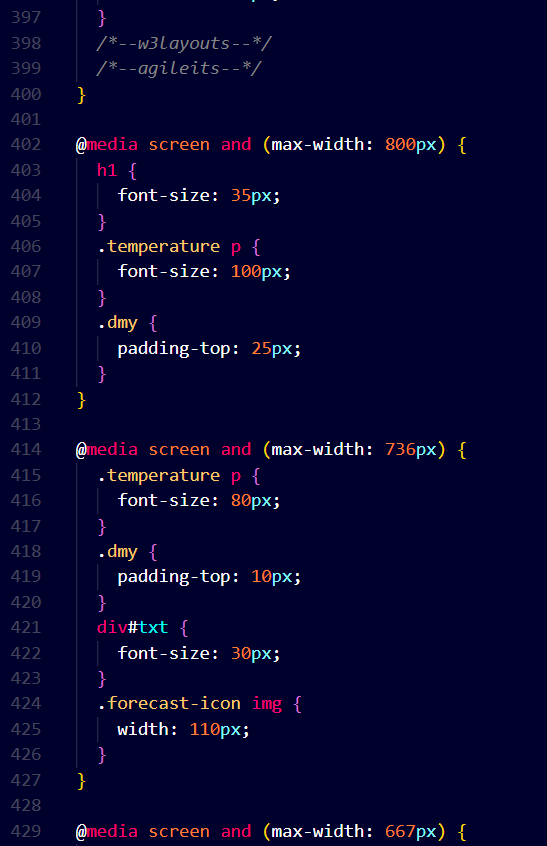 397 }
398 /*--w3layouts--*/
399 /*--agileits--*/
400 }
401
402 @media screen and (max-width: 800px) {
403 h1 {
404 font-size: 35px;
405 }
406 .temperature p {
407 font-size: 100px;
408 }
409 .dmy {
410 padding-top: 25px;
411 }
412 }
413
414 @media screen and (max-width: 736px) {
415 .temperature p {
416 font-size: 80px;
417 }
418 .dmy {
419 padding-top: 10px;
420 }
421 div#txt {
422 font-size: 30px;
423 }
424 .forecast-icon img {
425 width: 110px;
426 }
427 }
428
429 @media screen and (max-width: 667px) {